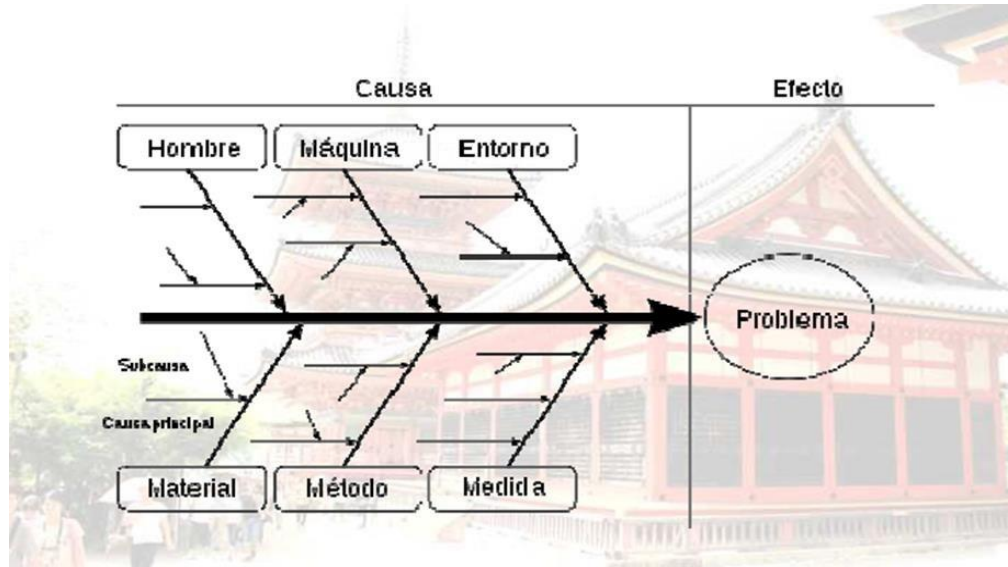 Causa
Efecto
Hombre
Máquina
Entorno
Problema
Subcausa
Causa principal
Material
Método
Medida